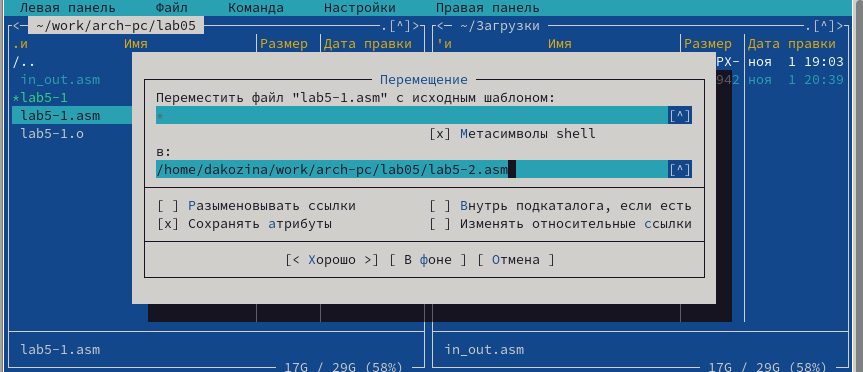 Левая панель Файл Команда Настройки Правая панель
<─ ~/work/arch-pc/lab05 .[^]> <─ ~/Загрузки .[^]>
.и Имя Размер Дата правки 'и Имя Размер Дата правки
/.. РХ- ноя 1 19:03
in_out.asm 942 ноя 1 20:39
*lab5-1
lab5-1.asm
lab5-1.o
Перемещение
Переместить файл "lab5-1.asm" с исходным шаблоном:
* [^]
[x] Метасимволы shell
в:
/home/dakozina/work/arch-pc/lab05/lab5-2.asm [^]
[ ] Разыменовывать ссылки [ ] Внутрь подкаталога, если есть
[x] Сохранять атрибуты [ ] Изменять относительные ссылки
[< Хорошо >] [ В фоне ] [ Отмена ]
lab5-1.asm in_out.asm
17G / 29G (58%) 17G / 29G (58%)